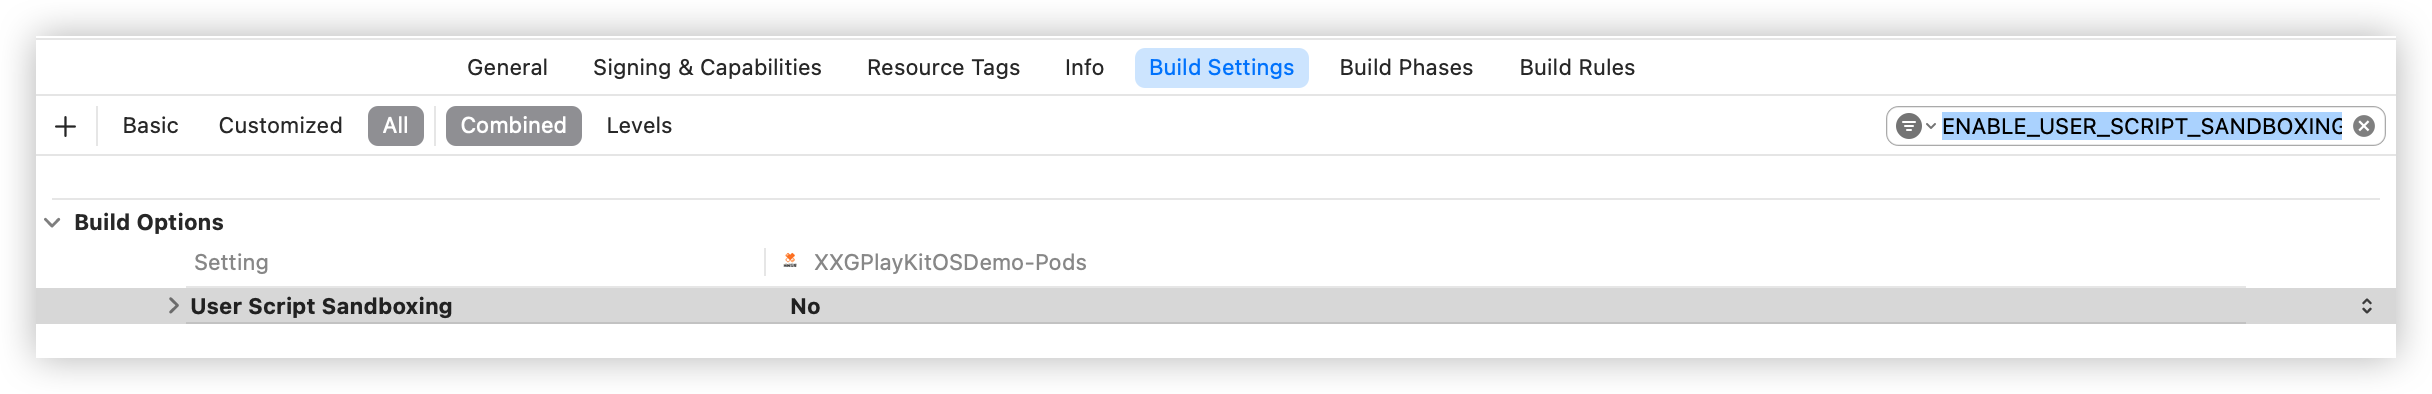 General Signing & Capabilities Resource Tags Info Build Settings Build Phases Build Rules
+ Basic Customized All Combined Levels ENABLE_USER_SCRIPT_SANDBOXING
Build Options
Setting XXGPlayKitOSDemo-Pods
User Script Sandboxing No